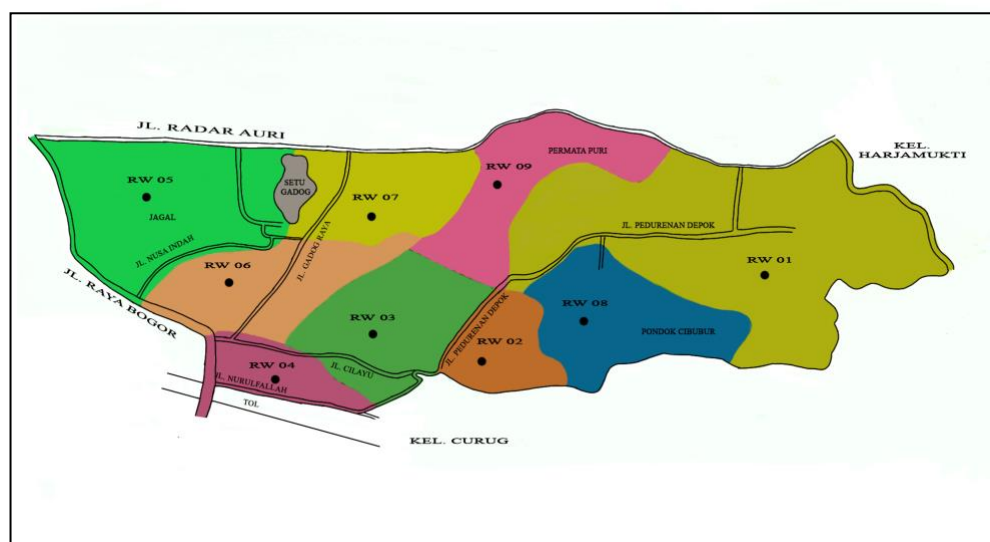 JL. RADAR AURI
KEL.
HARJAMUKTI
PERMATA PURI
RW 09
RW 05
SETU
GADOG
RW 07
JAGAL
JL. PEDURENAN DEPOK
JL. NUSA INDAH
JL. GADOG RAYA
RW 06
RW 01
JL. RAYA BOGOR
JL. PEDURENAN DEPOK
RW 08
RW 03
PONDOK CIBUBUR
RW 02
RW 04
JL. CILAYU
JL. NURULFALLAH
TOL
KEL. CURUG